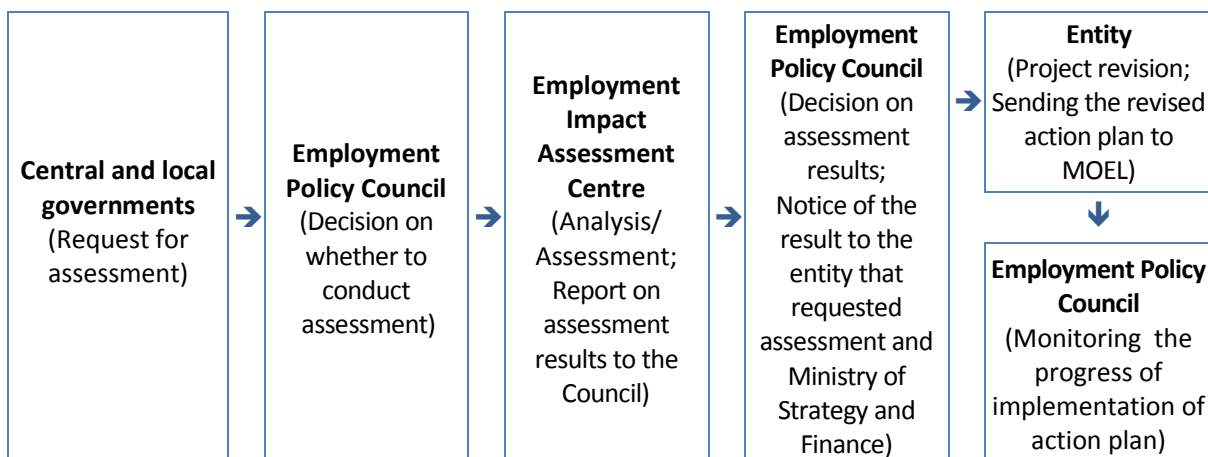 Central and local
governments
(Request for
assessment)
Employment
Policy Council
(Decision on
whether to
conduct
assessment)
Employment
Impact
Assessment
Centre
(Analysis/
Assessment;
Report on
assessment
results to the
Council)
Employment
Policy Council
(Decision on
assessment
results;
Notice of the
result to the
entity that
requested
assessment and
Ministry of
Strategy and
Finance)
Entity
(Project revision;
Sending the revised
action plan to
MOEL)
Employment Policy
Council
(Monitoring the
progress of
implementation of
action plan)